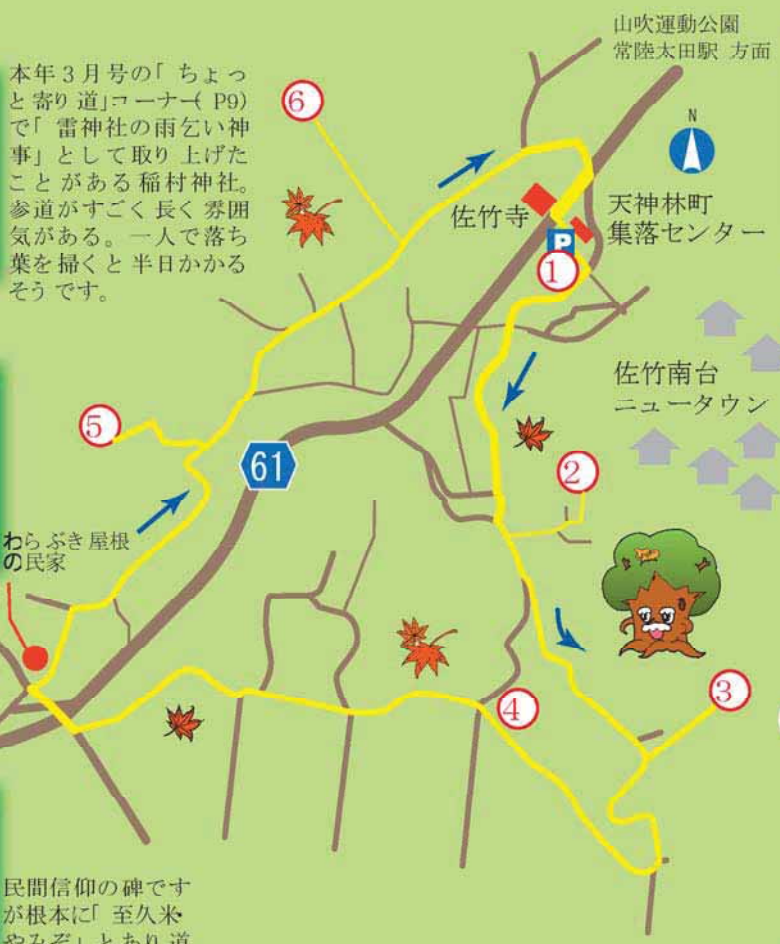 山吹運動公園
常陸太田駅 方面
本年3月号の「ちょっ
と寄り道」コーナー( P9)
で「雷神社の雨乞い神
事」として取り上げた
ことがある稲村神社。
参道がすごく長く雰囲
気がある。一人で落ち
葉を掃くと半日かかる
そうです。
6
N
佐竹寺
天神林町
集落センター
P
1
佐竹南台
ニュータウン
5
61
2
わらぶき屋根
の民家
3
4
民間信仰の碑です
が根本に「至久米・
やみぞ」とあり道